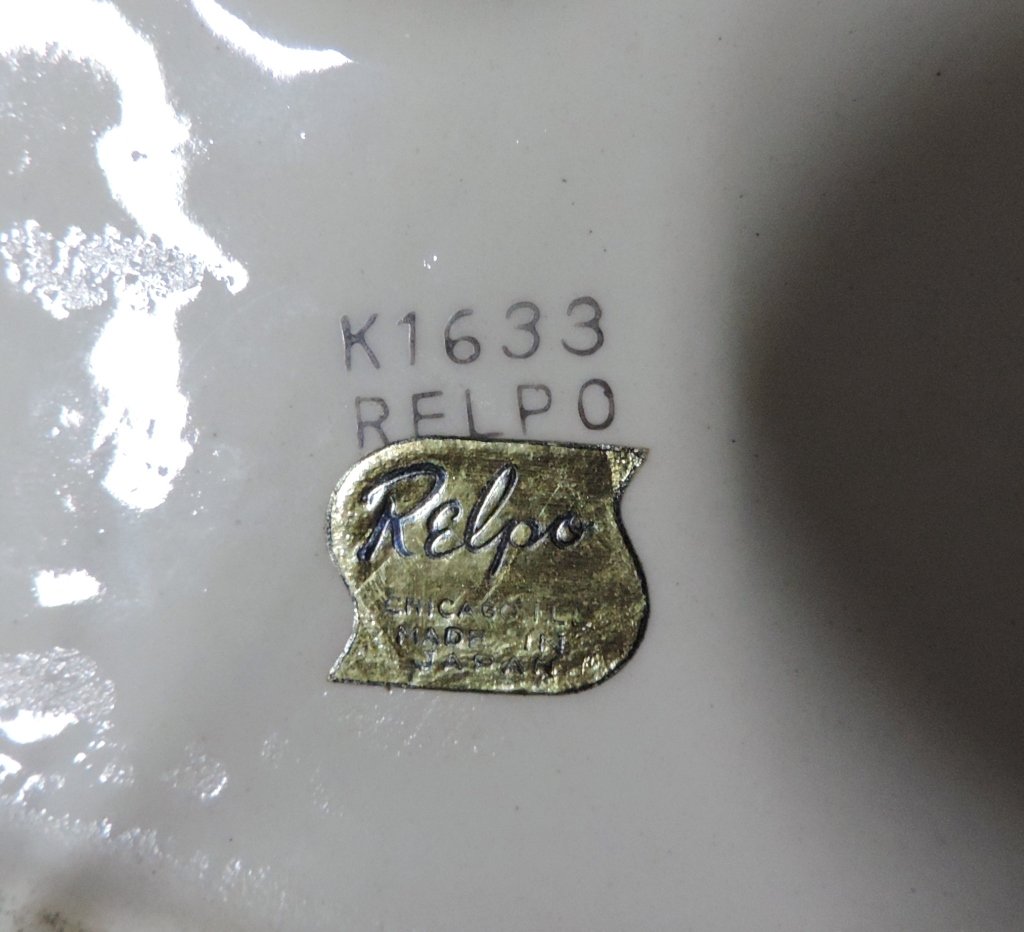 K1633
RELPO
Relpo
CHICAGO ILL.
MADE IN
JAPAN